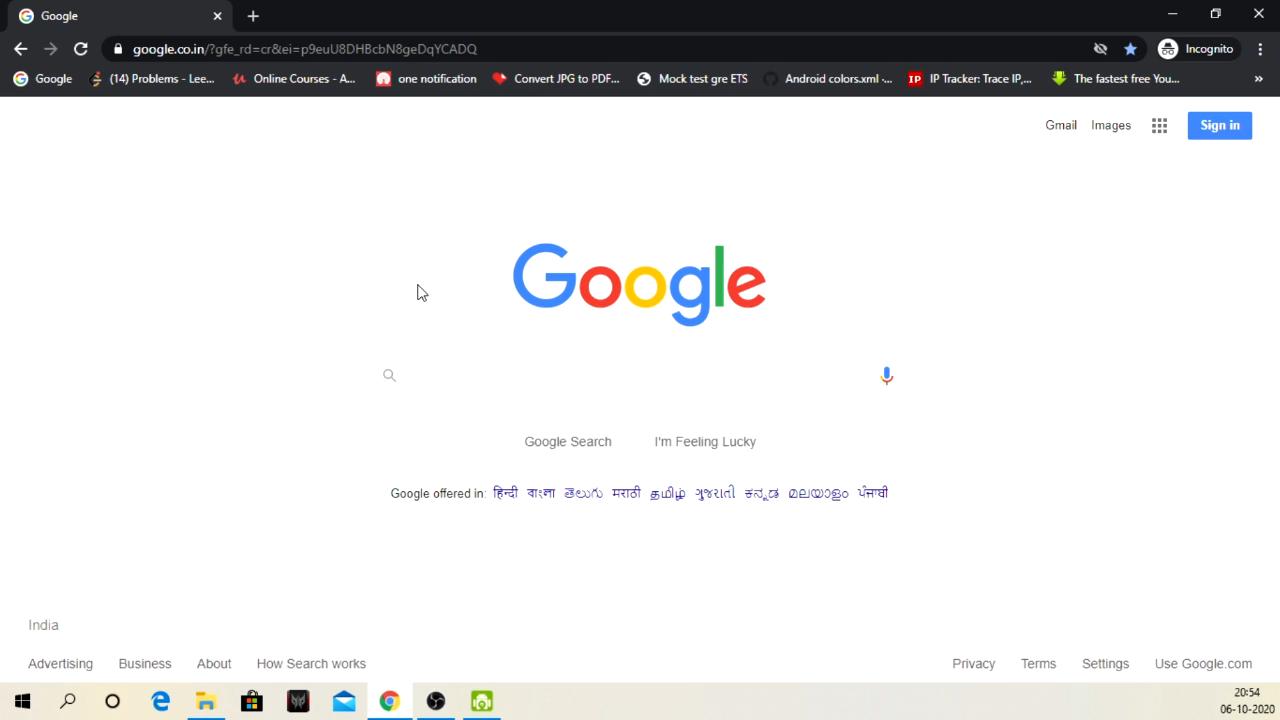 Google
google.co.in/?gfe_rd=cr&ei=p9euU8DHBcbN8geDqYCADQ
Incognito
Google
(14) Problems - Lee...
Online Courses - A...
one notification
Convert JPG to PDF...
Mock test gre ETS
Android colors.xml -...
IP
IP Tracker: Trace IP,...
The fastest free You...
»
Gmail Images
Sign in
Google
Google Search
I'm Feeling Lucky
Google offered in: हिन्दी বাংলা తెలుగు मराठी தமிழ் ગુજરાતી ಕನ್ನಡ മലയാളം ਪੰਜਾਬੀ
India
Advertising Business About How Search works
Privacy Terms Settings Use Google.com
20:54
06-10-2020